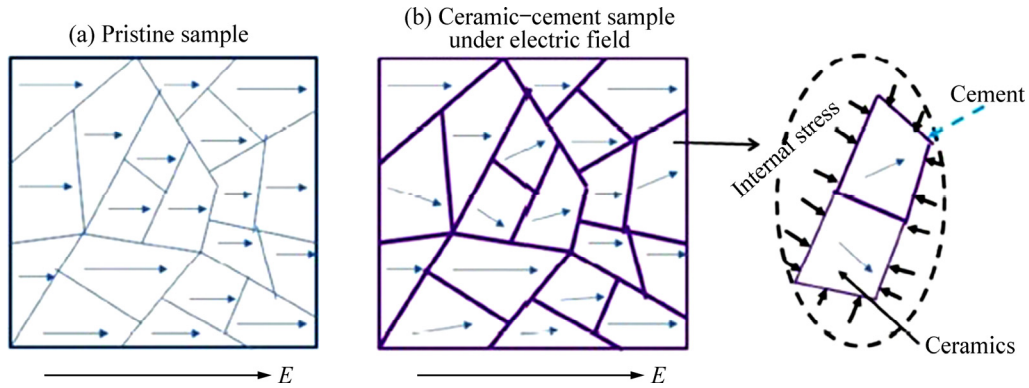 (a) Pristine sample
(b) Ceramic−cement sample
under electric field
Internal stress
Cement
Ceramics
E
E